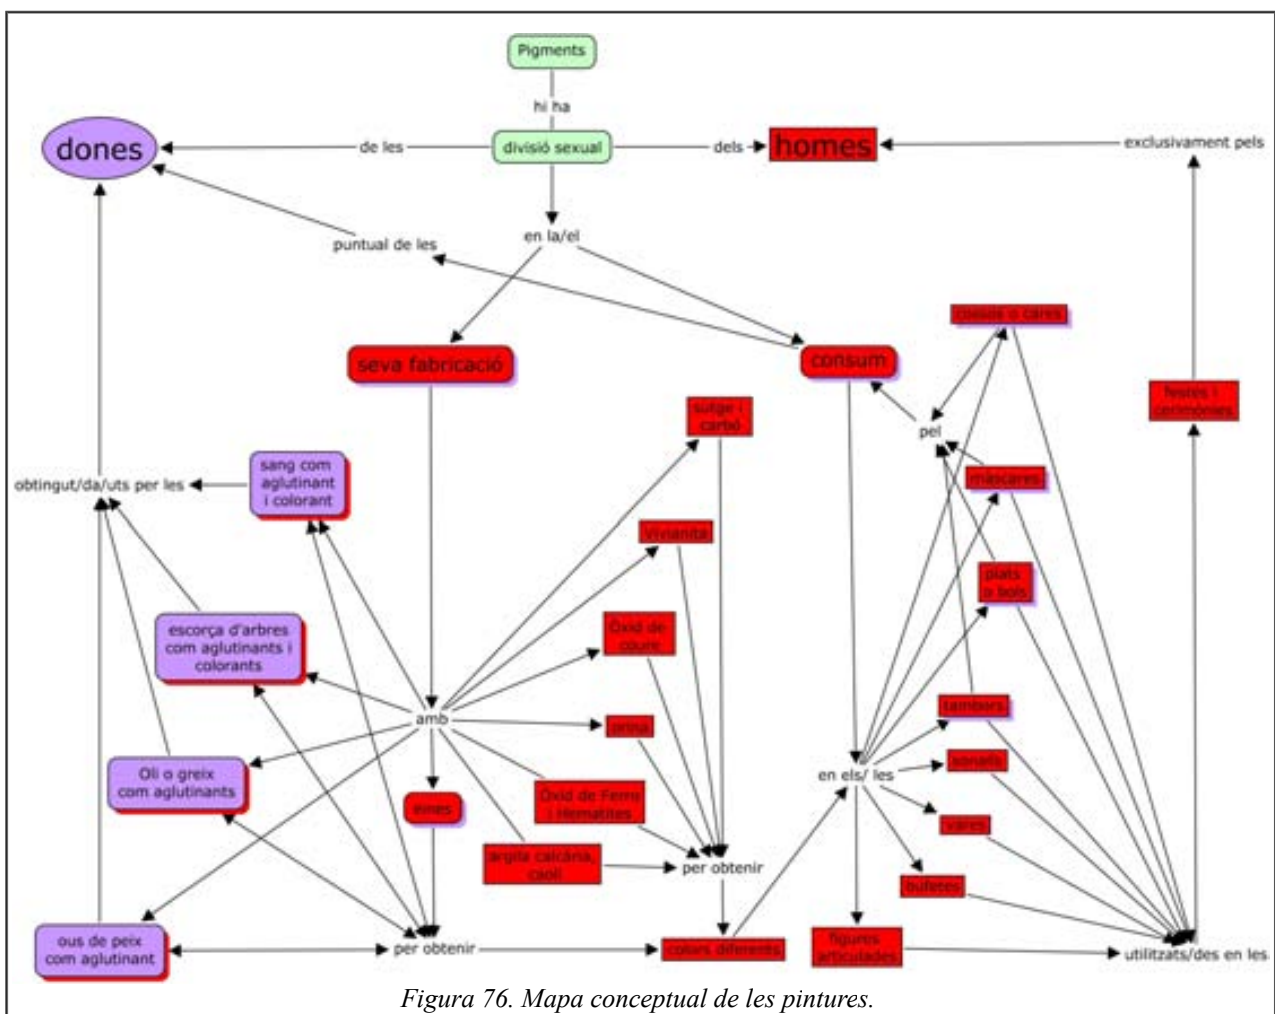 Pigments
hi ha
dones
de les
divisió sexual
dels
homes
exclusivament pels
puntual de les
en la/el
cossos o cares
seva fabricació
consum
festes i
cerimònies
sutge i
carbó
pel
sang com
aglutinant
i colorant
obtingut/da/uts per les
màscares
Vivianita
plats
o bols
escorça d'arbres
com aglutinants i
colorants
Òxid de
coure
tambors
amb
orina
Oli o greix
com aglutinants
en els/ les
sonalls
eines
Òxid de Ferro
i Hematites
vares
argila calcària,
caolí
per obtenir
bufetes
ous de peix
com aglutinant
per obtenir
colors diferents
figures
articulades
utilitzats/des en les
Figura 76. Mapa conceptual de les pintures.